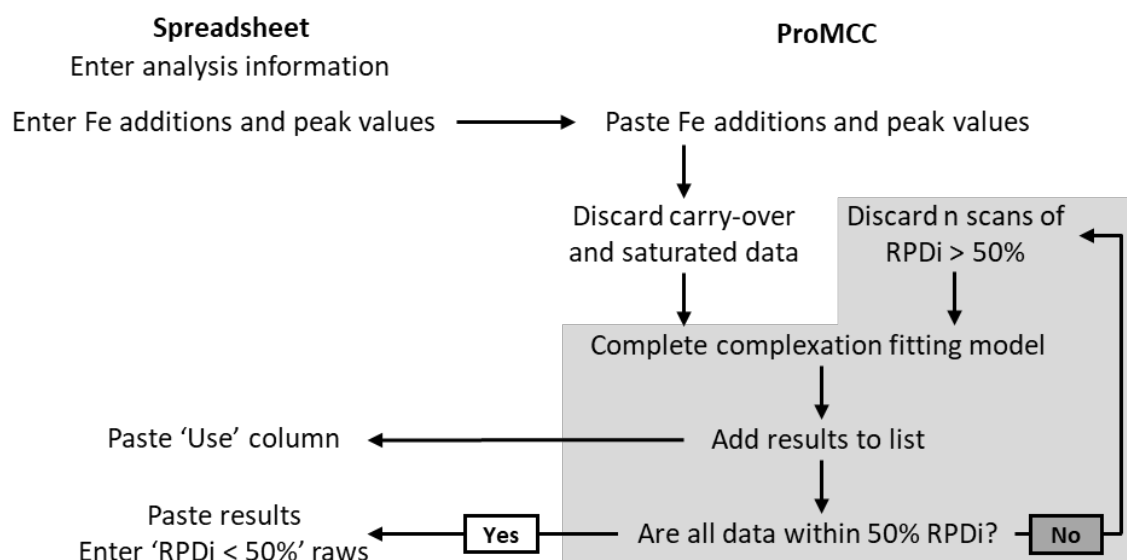 Spreadsheet
ProMCC
Enter analysis information
Enter Fe additions and peak values
Paste Fe additions and peak values
Discard carry-over
and saturated data
Discard n scans of
RPDi > 50%
Complete complexation fitting model
Paste ‘Use’ column
Add results to list
Paste results
Enter ‘RPDi < 50%’ raws
Yes
Are all data within 50% RPDi?
No